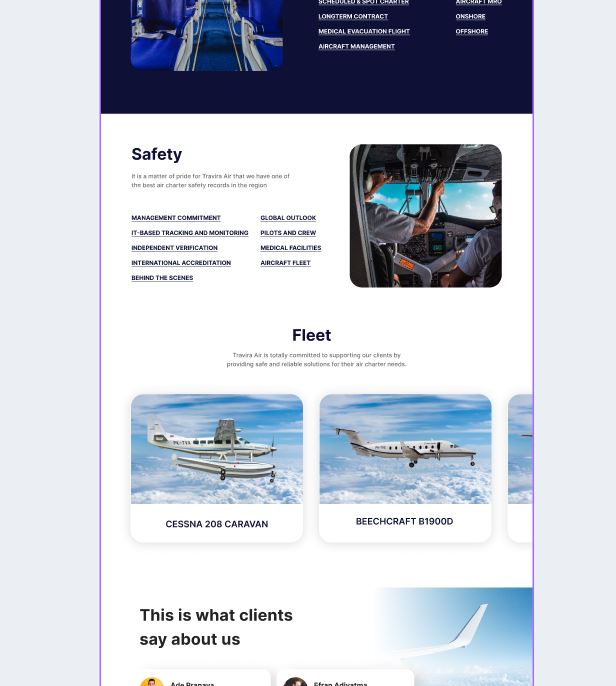 SCHEDULED & SPOT CHARTER
AIRCRAFT MRO
LONGTERM CONTRACT
ONSHORE
MEDICAL EVACUATION FLIGHT
OFFSHORE
AIRCRAFT MANAGEMENT
Safety
It is a matter of pride for Travira Air that we have one of
the best air charter safety records in the region
MANAGEMENT COMMITMENT
GLOBAL OUTLOOK
IT-BASED TRACKING AND MONITORING
PILOTS AND CREW
INDEPENDENT VERIFICATION
MEDICAL FACILITIES
INTERNATIONAL ACCREDITATION
AIRCRAFT FLEET
BEHIND THE SCENES
Fleet
Travira Air is totally committed to supporting our clients by
providing safe and reliable solutions for their air charter needs.
CESSNA 208 CARAVAN
BEECHCRAFT B1900D
This is what clients
say about us
Ade Pranaya
Efran Adiyatma